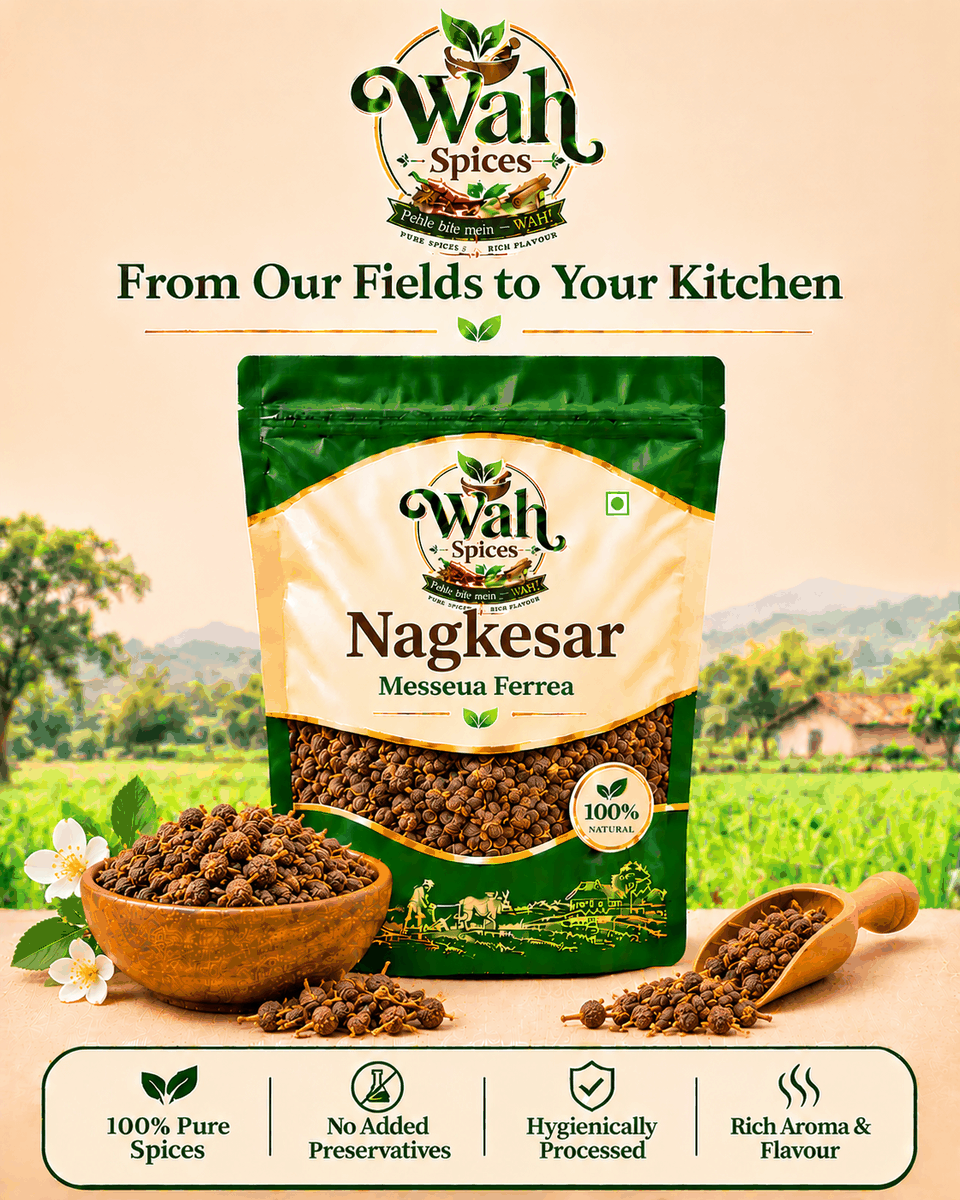 Wah
Spices
Pehle bite mein – WAH!
PURE SPICES & RICH FLAVOUR
From Our Fields to Your Kitchen
Wah
Spices
Pehle bite mein – WAH!
PURE SPICES RICH FLAVOUR
Nagkesar
Messeua Ferrea
100%
NATURAL
100% Pure
Spices
No Added
Preservatives
Hygienically
Processed
Rich Aroma &
Flavour